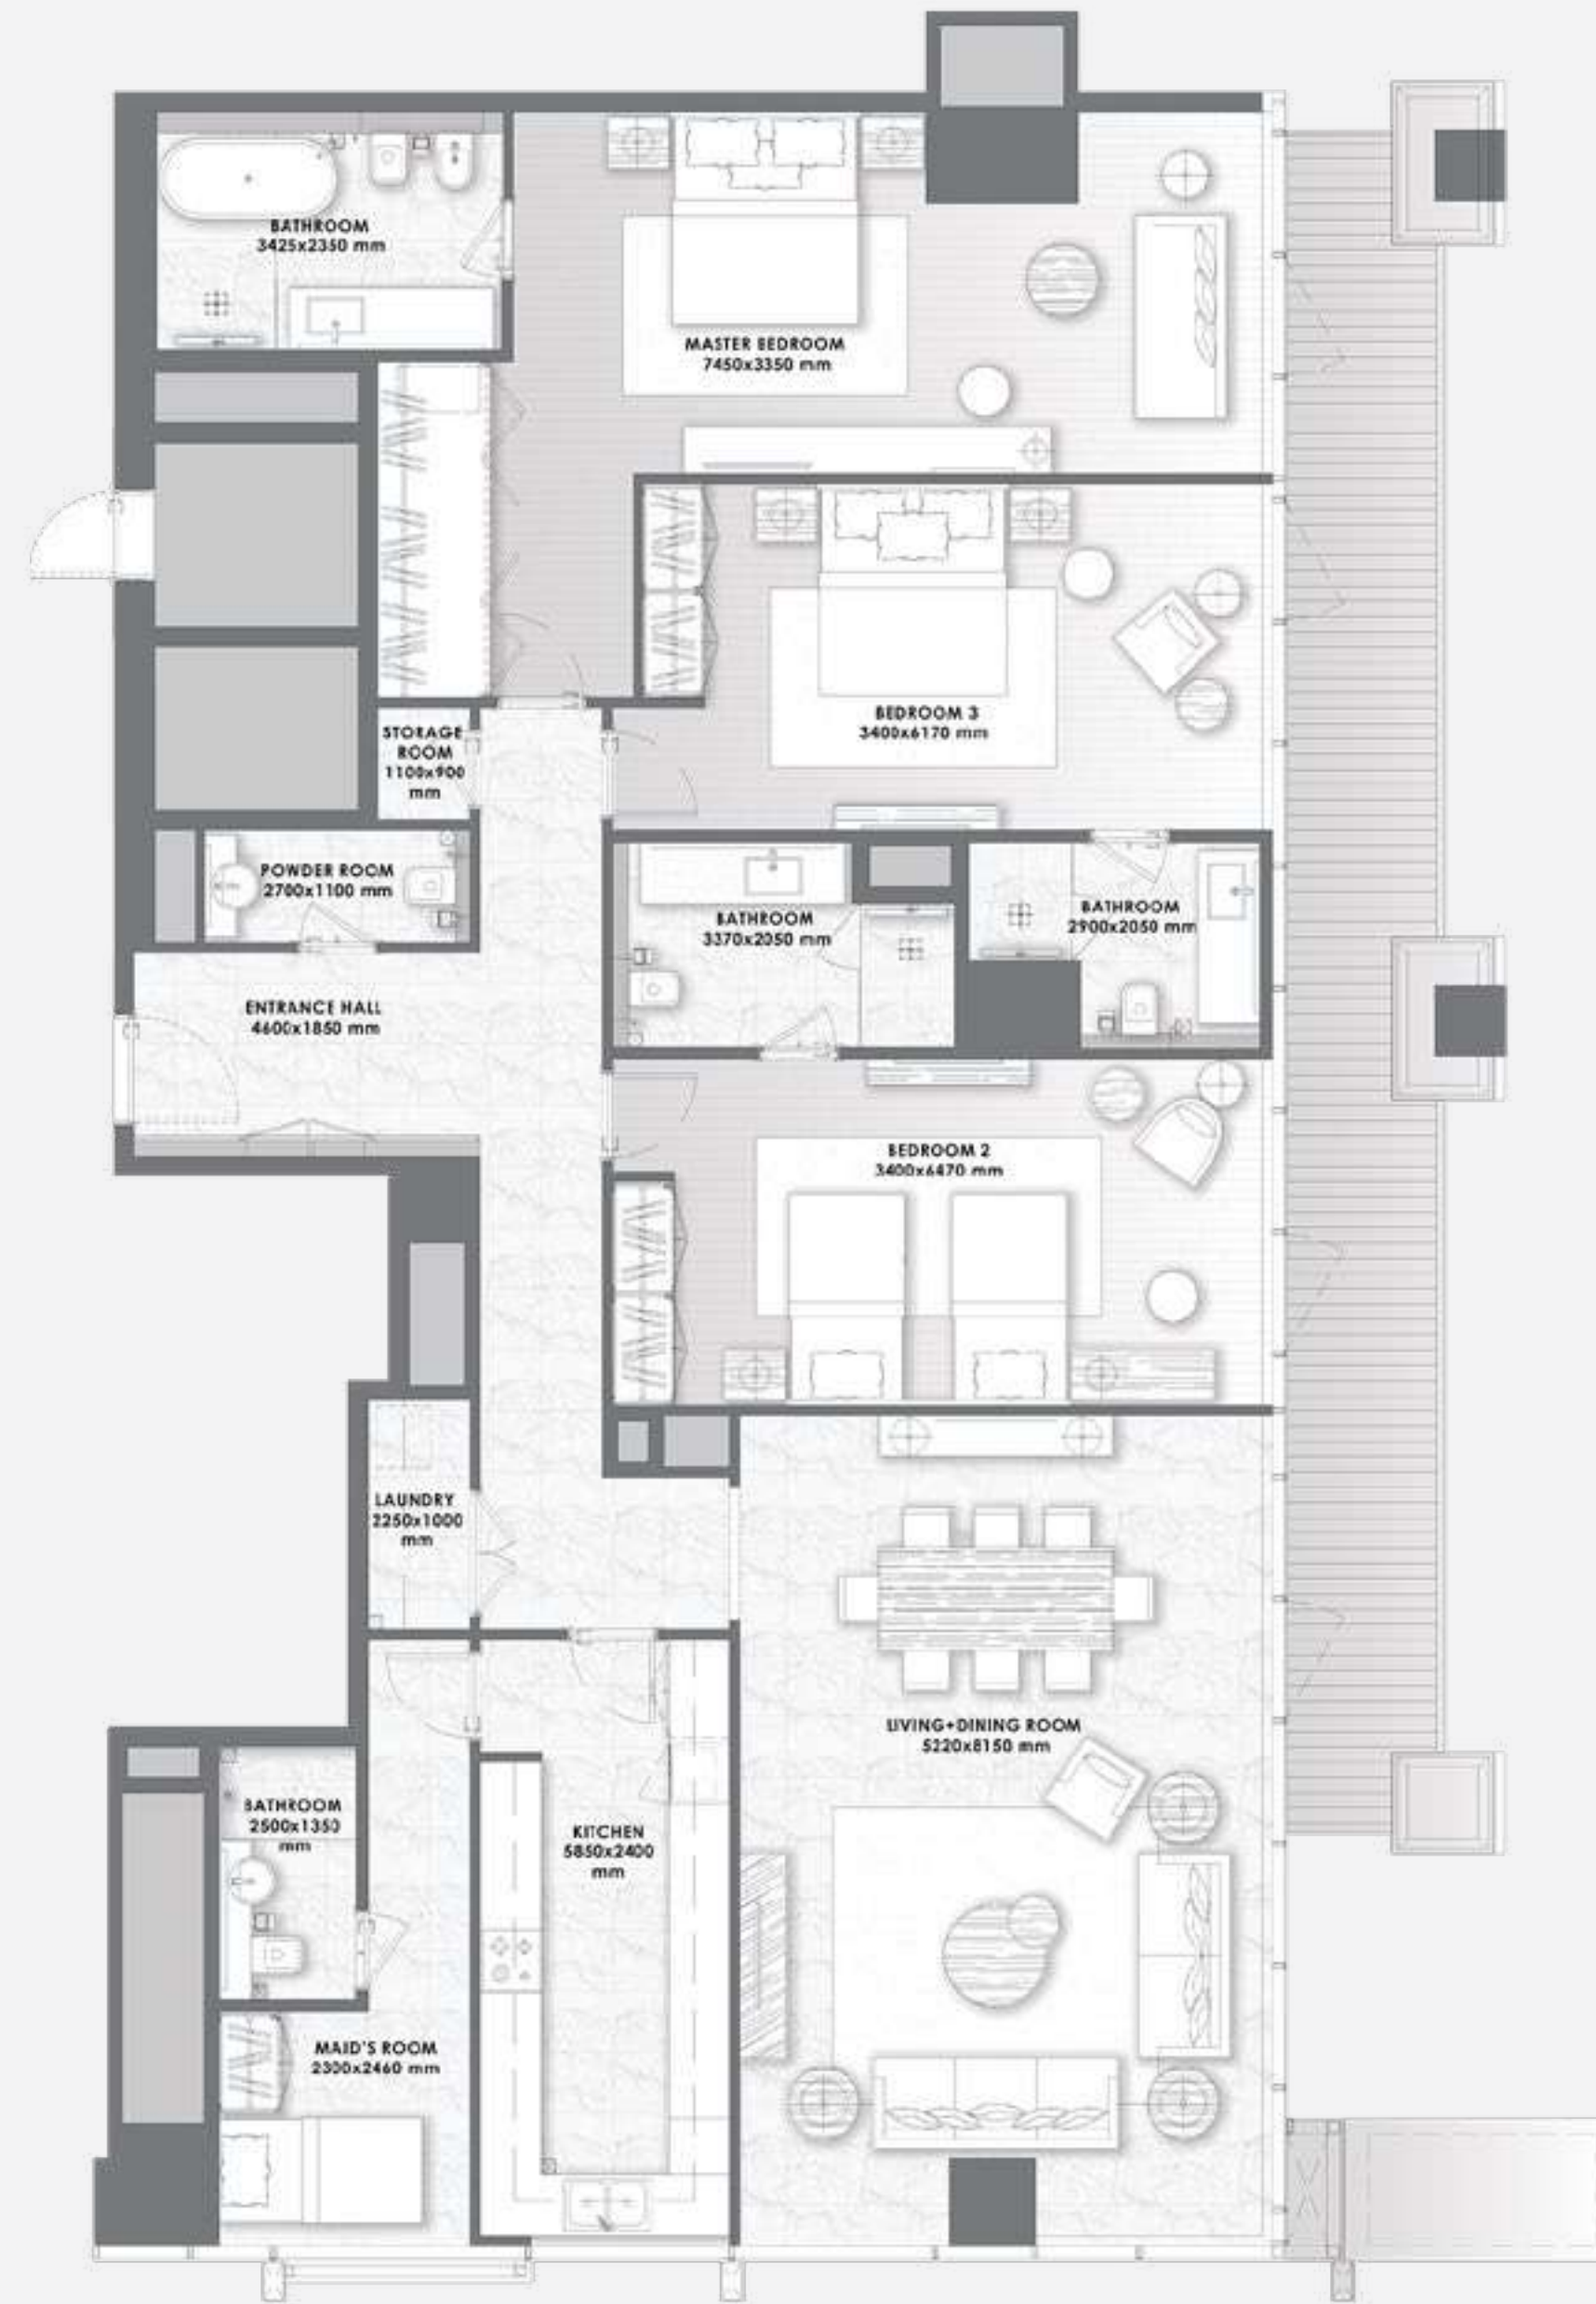 BATHROOM
3425x2350 mm
MASTER BEDROOM
7450x3350 mm
STORAGE
ROOM
1100x900
mm
BEDROOM 3
3400x6170 mm
POWDER ROOM
2700x1100 mm
BATHROOM
3370x2050 mm
BATHROOM
2900x2050 mm
ENTRANCE HALL
4600x1850 mm
BEDROOM 2
3400x6470 mm
LAUNDRY
2250x1000
mm
LIVING+DINING ROOM
5220x8150 mm
BATHROOM
2500x1350
mm
KITCHEN
5850x2400
mm
MAID'S ROOM
2300x2460 mm